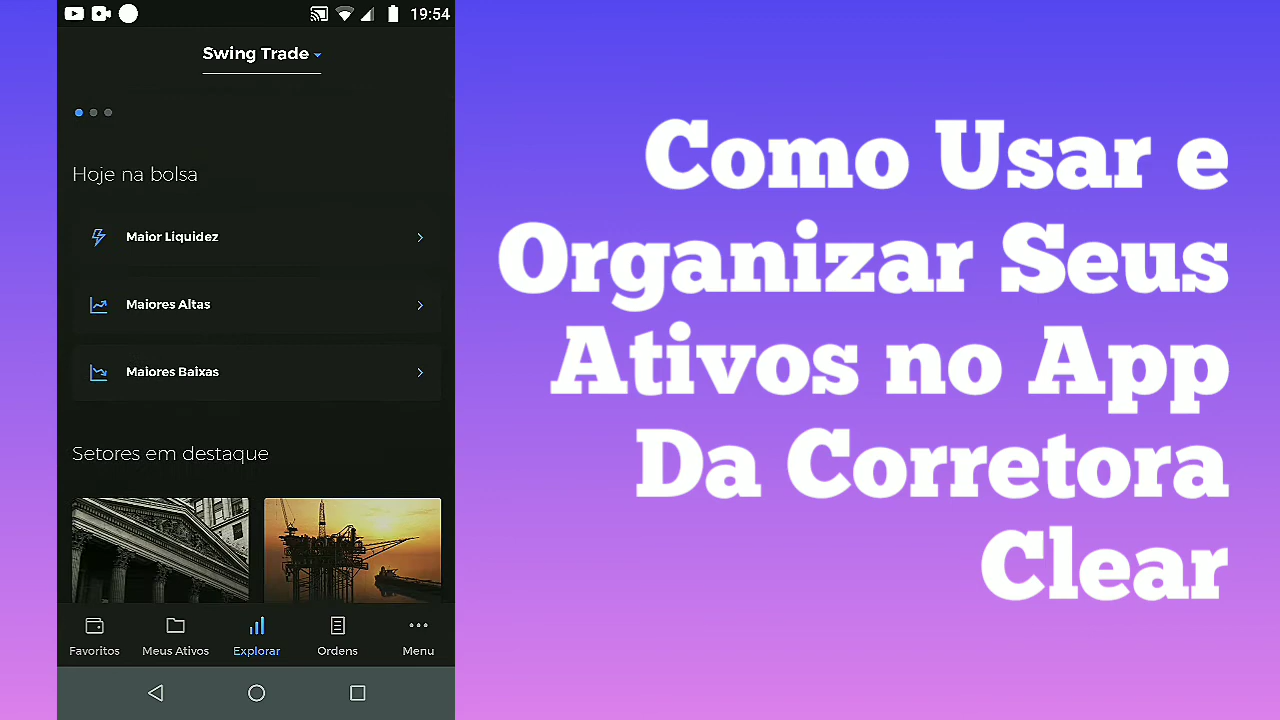 19:54
Swing Trade
Hoje na bolsa
Maior Liquidez
Maiores Altas
Maiores Baixas
Setores em destaque
Favoritos
Meus Ativos
Explorar
Ordens
Menu
Como Usar e
Organizar Seus
Ativos no App
Da Corretora
Clear